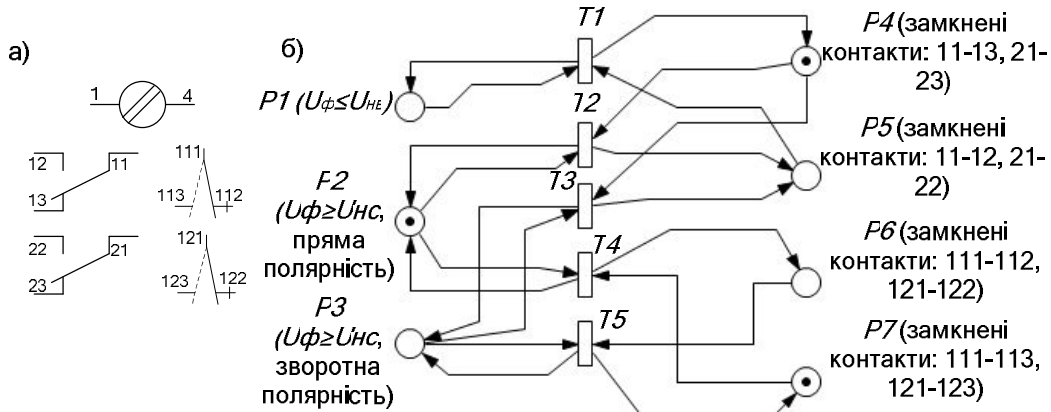 а)
1
4
12
11
13
22
21
23
111
113
112
121
123
122
б)
T1
P1 (Uф≤UНЕ)
T2
P2
(Uф≥UНС,
пряма
полярність)
T3
T4
P3
(Uф≥UНС,
зворотна
полярність)
T5
P4 (замкнені
контакти: 11-13, 21-
23)
P5 (замкнені
контакти: 11-12, 21-
22)
P6 (замкнені
контакти: 111-112,
121-122)
P7 (замкнені
контакти: 111-113,
121-123)